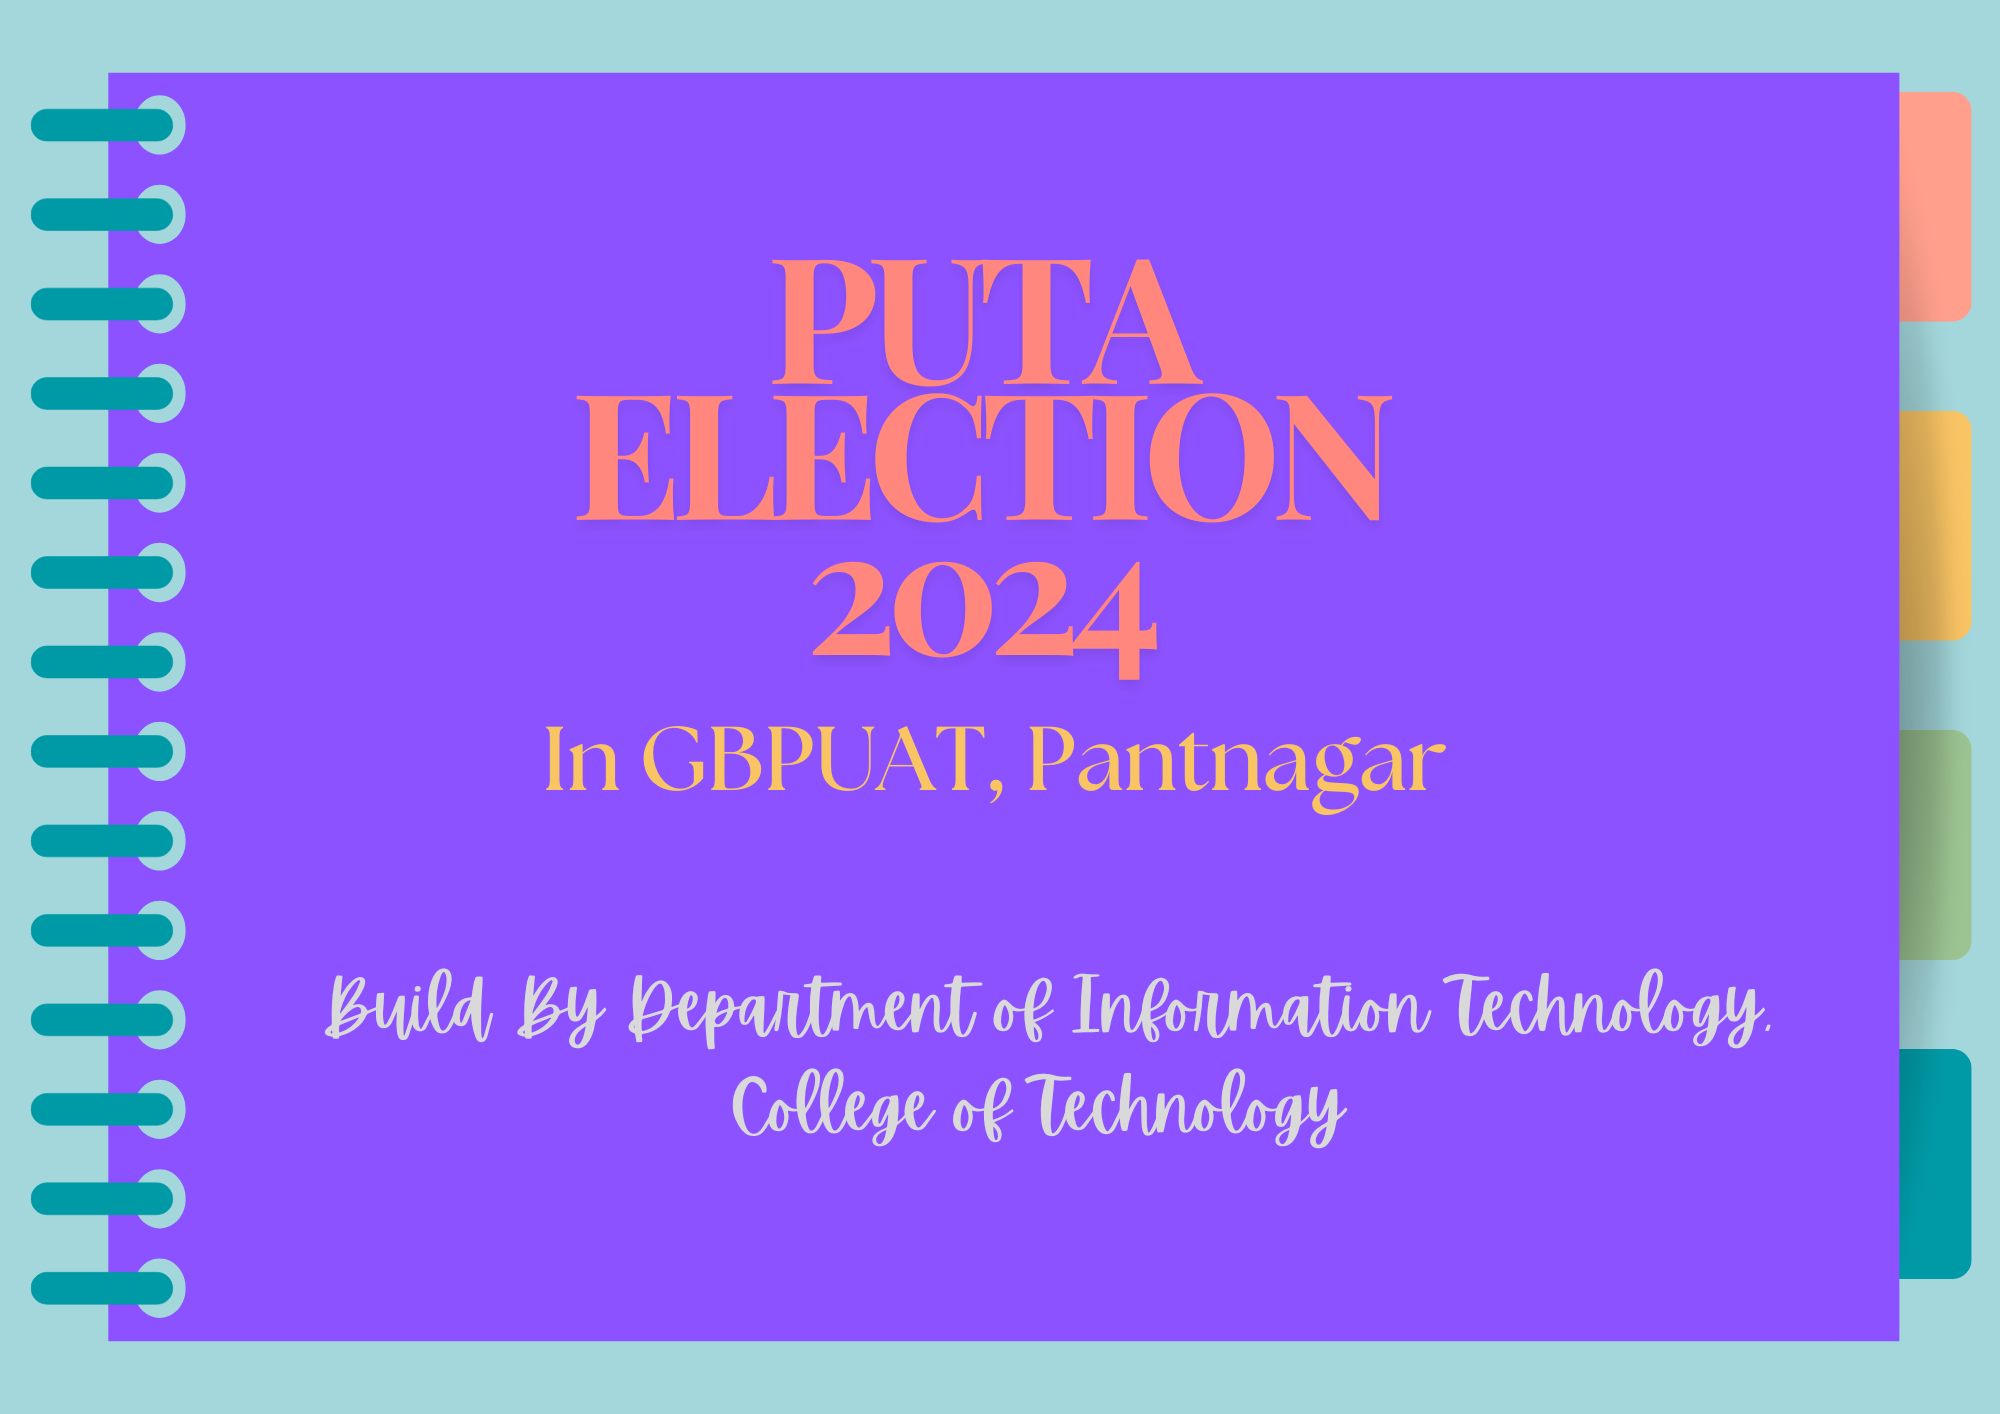 PUTA
ELECTION
2024
In GBPUAT, Pantnagar
Build By Department of Information Technology,
College of Technology